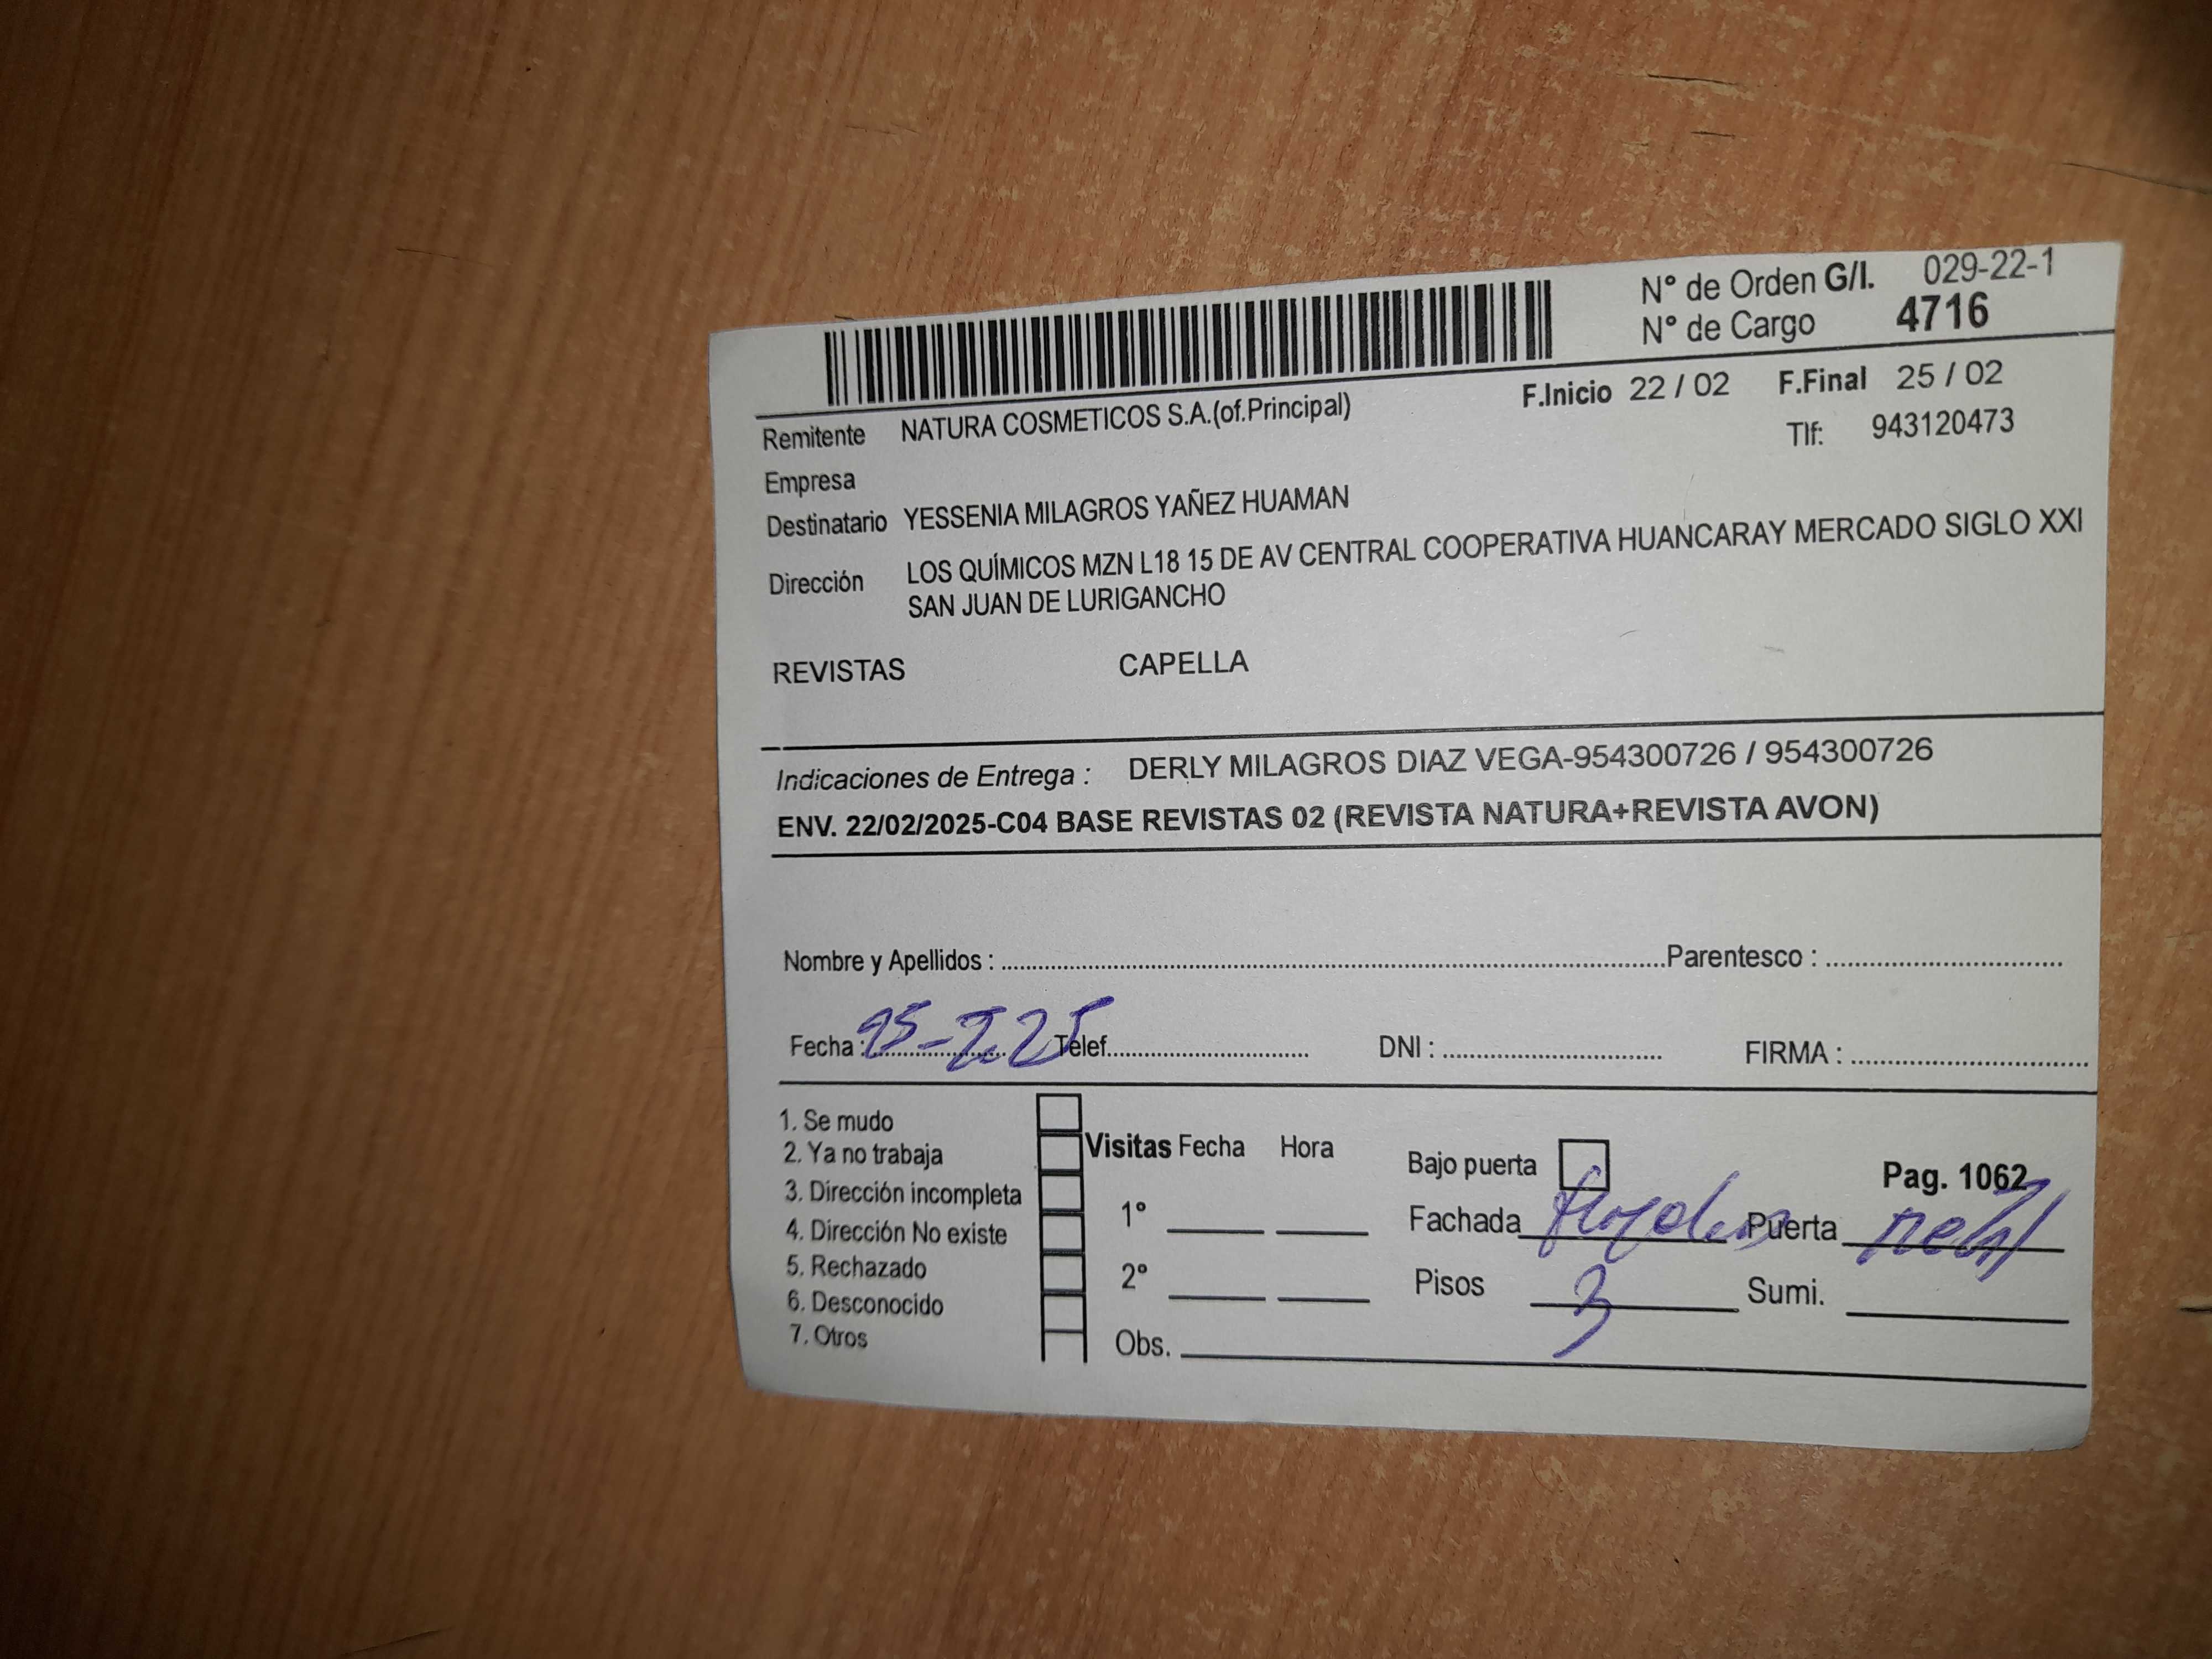 N° de Orden G/I. 029-22-1
N° de Cargo 4716
F.Inicio 22 / 02 F.Final 25 / 02
Remitente NATURA COSMETICOS S.A.(of.Principal)
Tlf: 943120473
Empresa
Destinatario YESSENIA MILAGROS YAÑEZ HUAMAN
Dirección LOS QUÍMICOS MZN L18 15 DE AV CENTRAL COOPERATIVA HUANCARAY MERCADO SIGLO XXI
SAN JUAN DE LURIGANCHO
REVISTAS CAPELLA
Indicaciones de Entrega : DERLY MILAGROS DIAZ VEGA-954300726 / 954300726
ENV. 22/02/2025-C04 BASE REVISTAS 02 (REVISTA NATURA+REVISTA AVON)
Nombre y Apellidos : Parentesco :
Fecha : Telef. DNI : FIRMA :
1. Se mudo
2. Ya no trabaja
3. Dirección incompleta
4. Dirección No existe
5. Rechazado
6. Desconocido
7. Otros
Visitas Fecha Hora
1°
2°
Obs.
Bajo puerta Pag. 1062
Fachada Puerta
Pisos 3 Sumi.